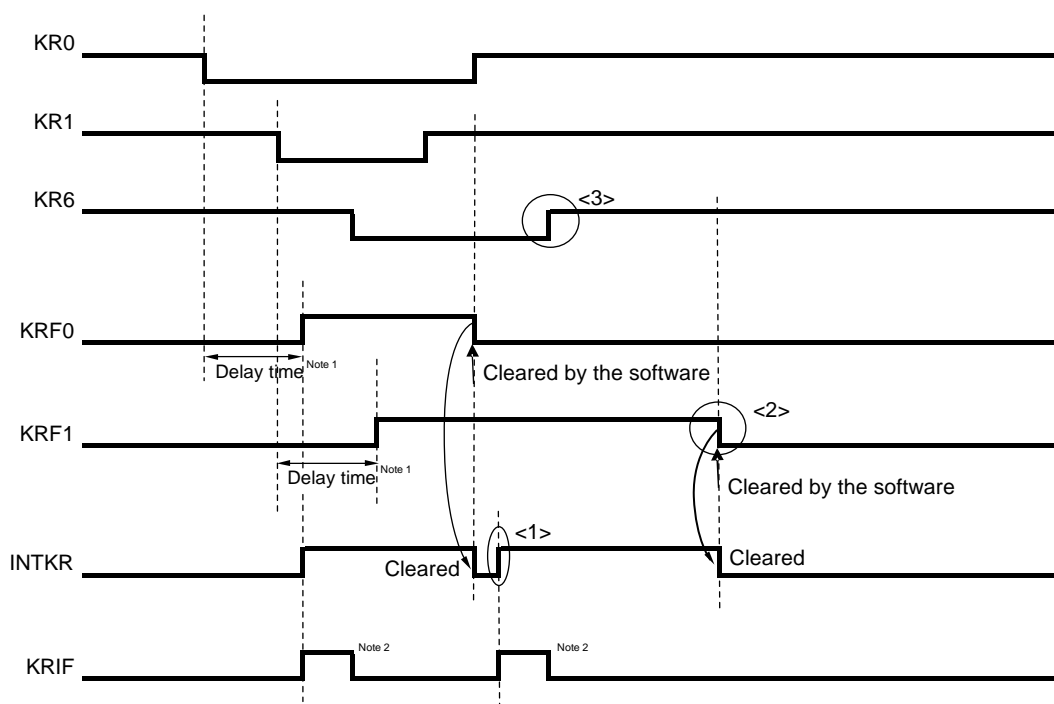 KR0
KR1
KR6
<3>
KRF0
Delay time Note 1
Cleared by the software
KRF1
<2>
Delay time Note 1
Cleared by the software
INTKR
<1>
Cleared
Cleared
KRIF
Note 2
Note 2